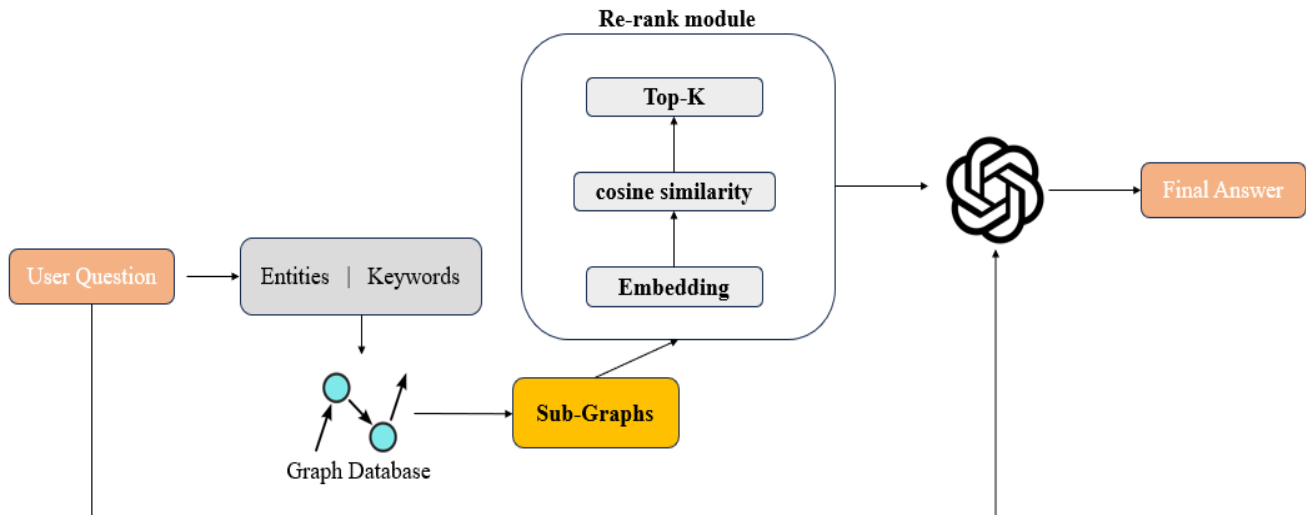 Re-rank module
Top-K
cosine similarity
Embedding
Final Answer
User Question
Entities | Keywords
Sub-Graphs
Graph Database